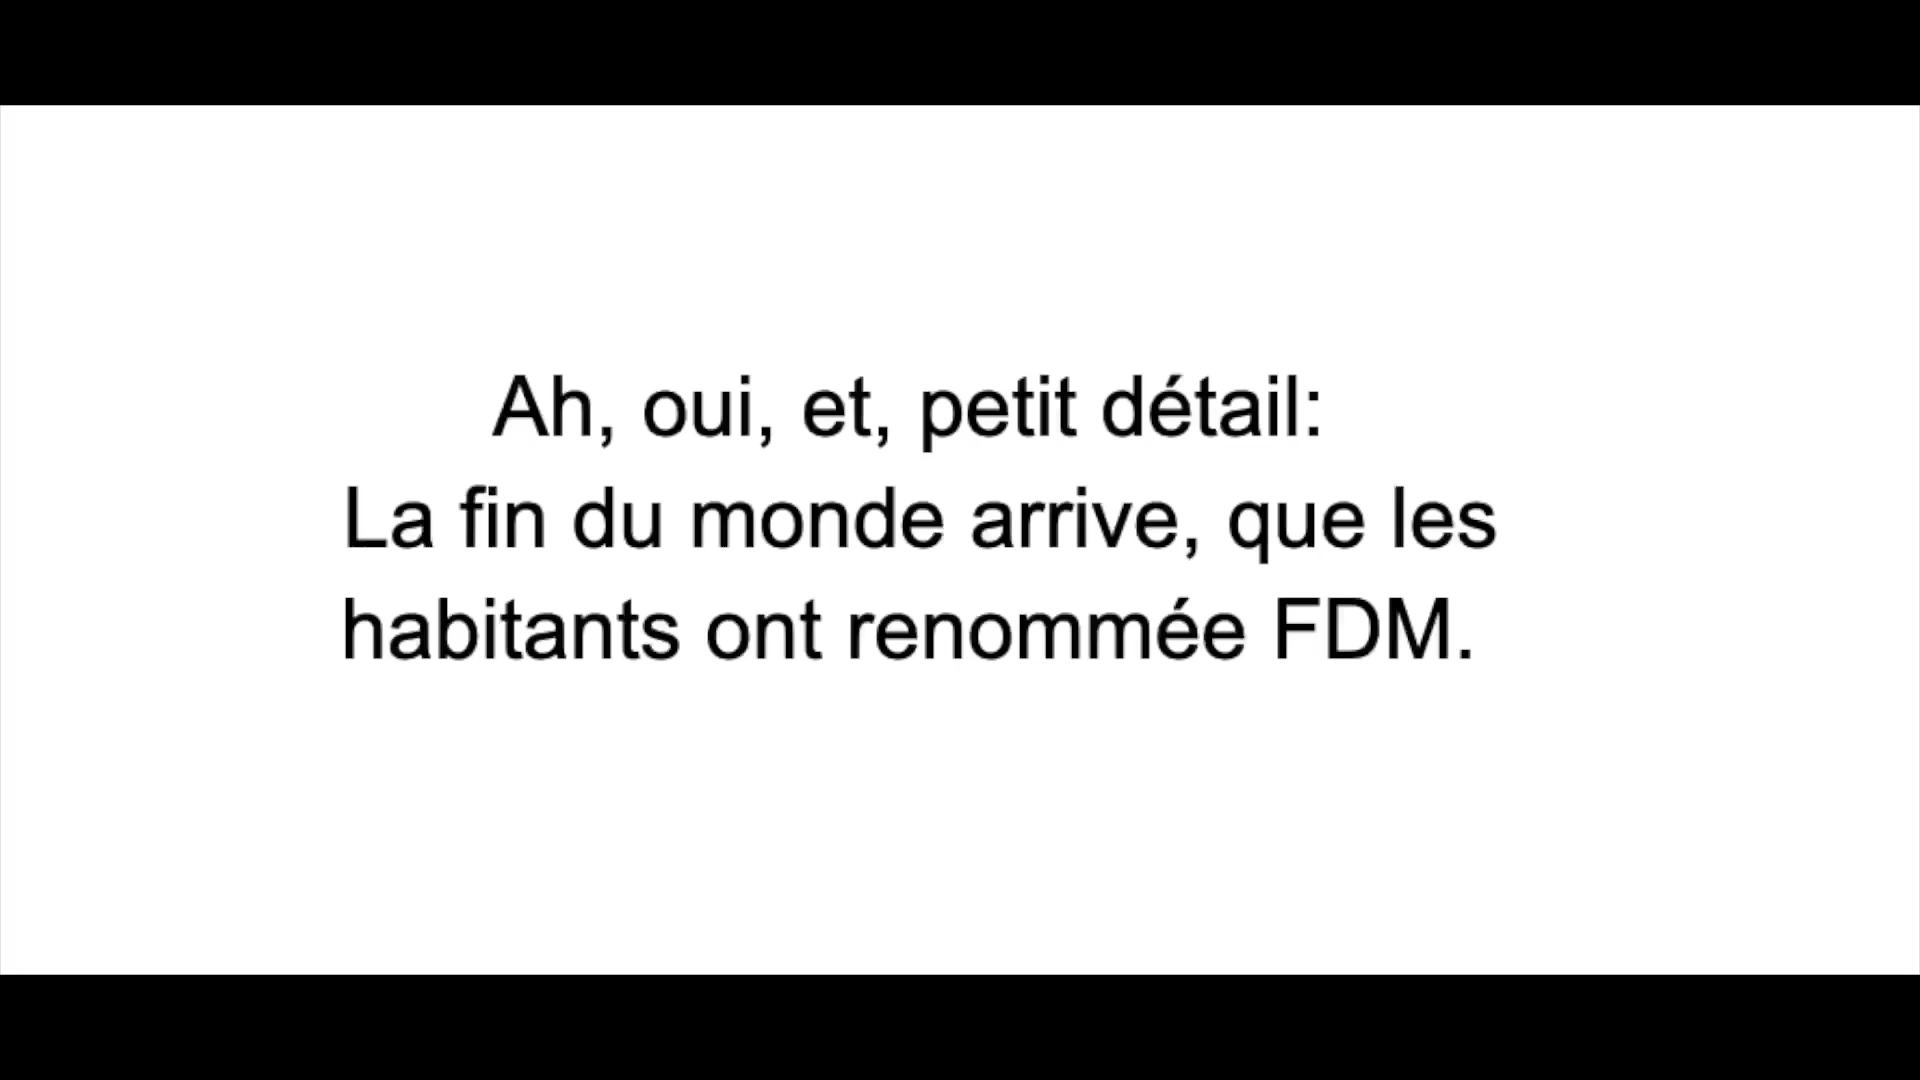 Ah, oui, et, petit détail:
La fin du monde arrive, que les
habitants ont renommée FDM.